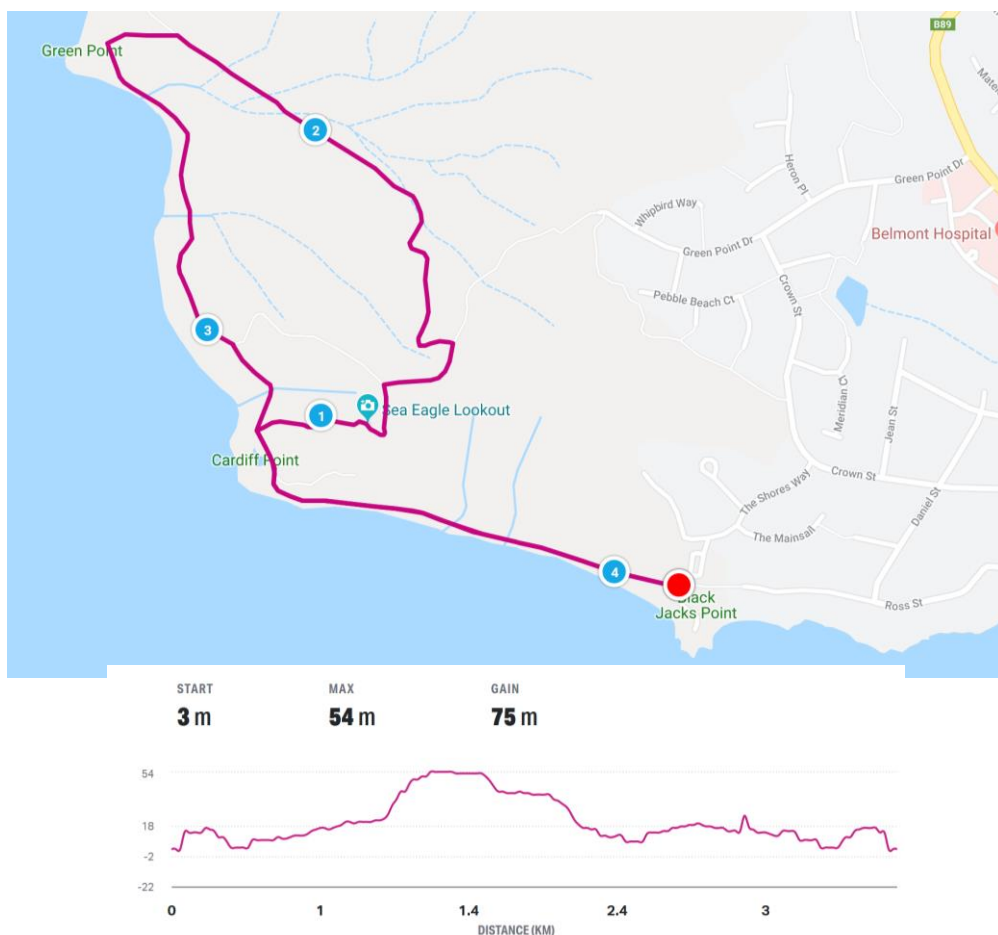 B89
Green Point
Mater
2
Heron Pl
Green Point Dr
Whipbird Way
Belmont Hospital
Green Point Dr
Pebble Beach Ct
Crown St
3
Meridian Ct
Jean St
1
Sea Eagle Lookout
Cardiff Point
Crown St
The Shores Way
Daniel St
The Mainsail
4
Black
Jacks Point
Ross St
START MAX GAIN
3 m 54 m 75 m
54
18
-2
-22
0 1 1.4 2.4 3
DISTANCE (KM)